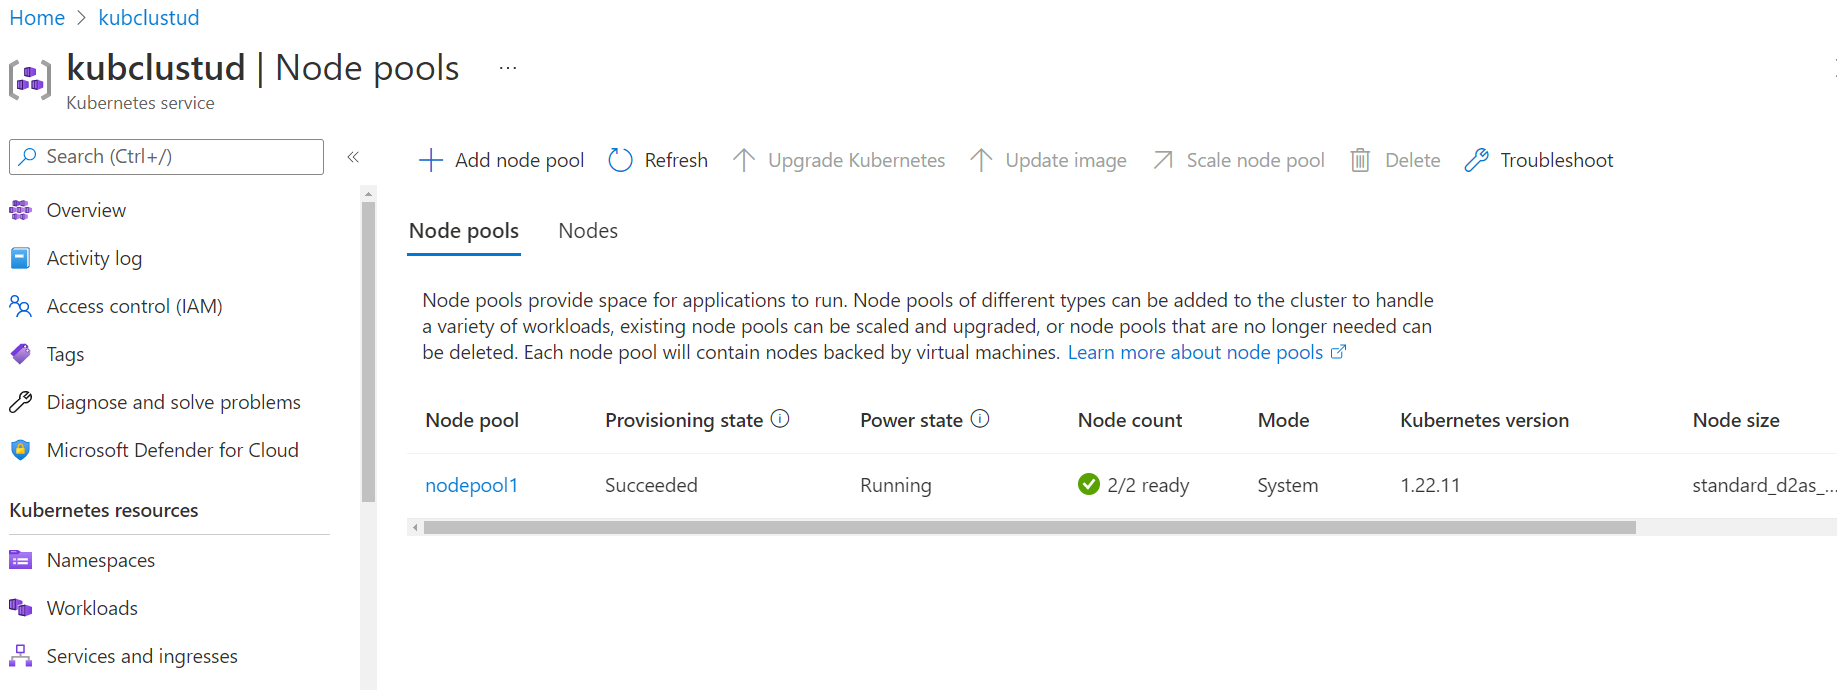 Home > kubclustud
kubclustud | Node pools ...
Kubernetes service
Search (Ctrl+/)
«
Overview
Activity log
Access control (IAM)
Tags
Diagnose and solve problems
Microsoft Defender for Cloud
Kubernetes resources
Namespaces
Workloads
Services and ingresses
Add node pool Refresh Upgrade Kubernetes Update image Scale node pool Delete Troubleshoot
Node pools Nodes
Node pools provide space for applications to run. Node pools of different types can be added to the cluster to handle
a variety of workloads, existing node pools can be scaled and upgraded, or node pools that are no longer needed can
be deleted. Each node pool will contain nodes backed by virtual machines. Learn more about node pools
Node pool Provisioning state Power state Node count Mode Kubernetes version Node size
nodepool1 Succeeded Running 2/2 ready System 1.22.11 standard_d2as_...